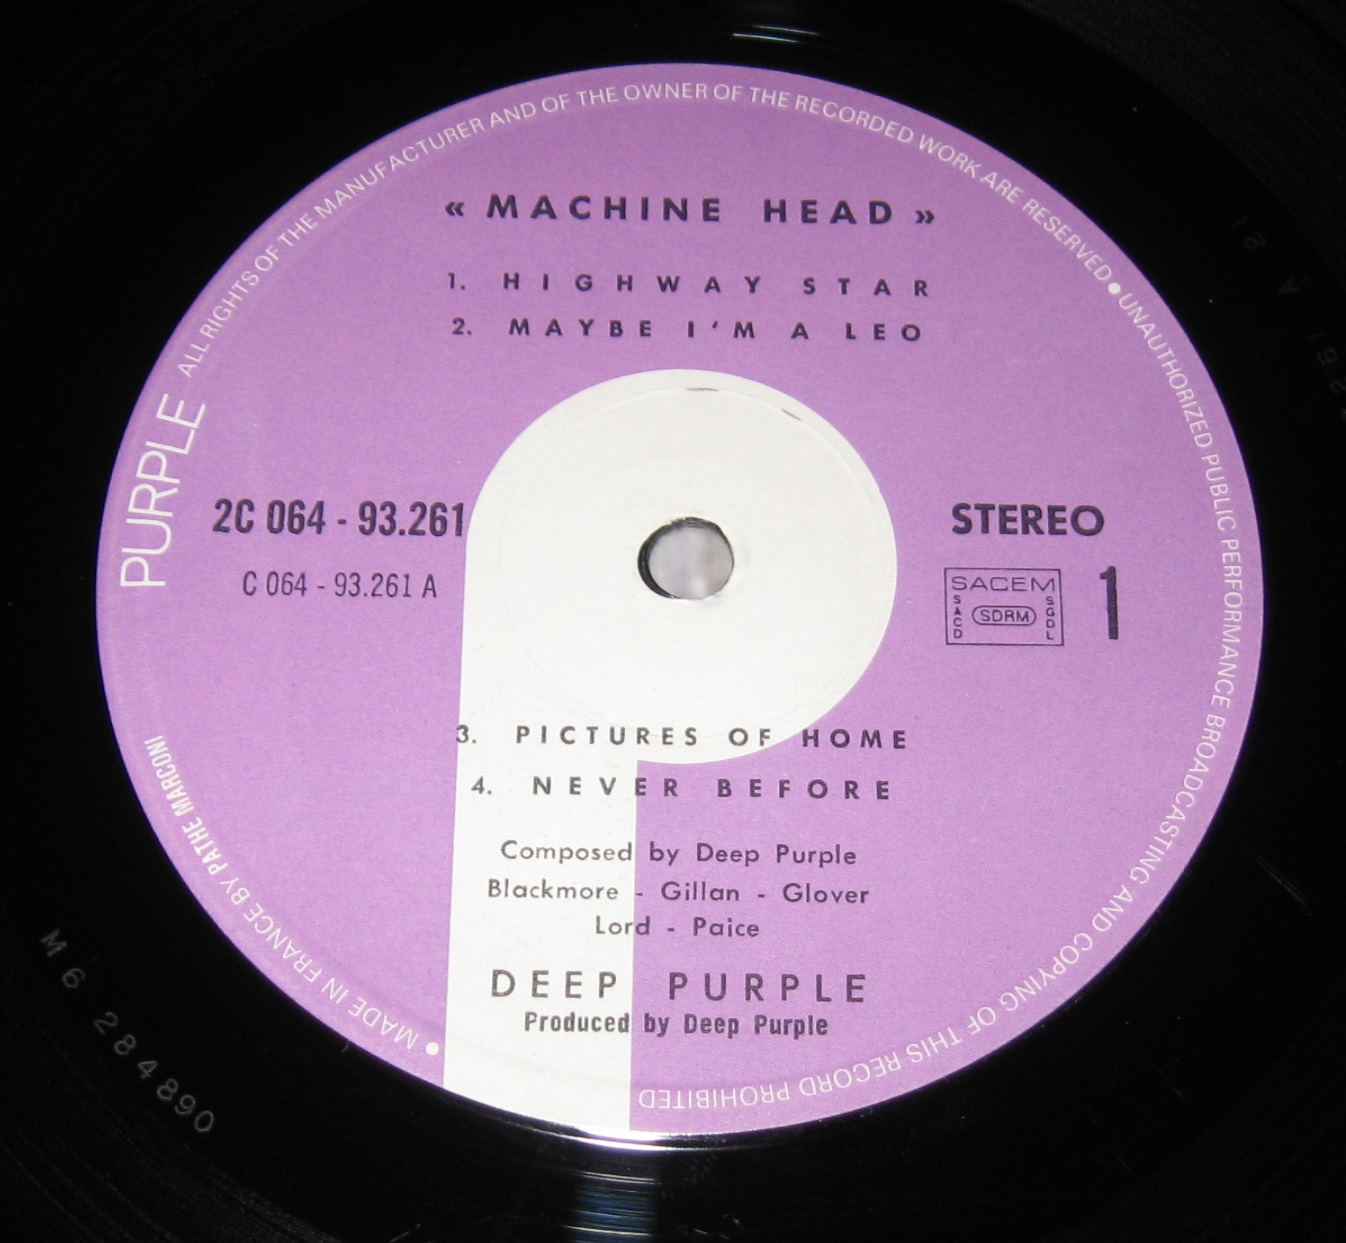 ALL RIGHTS OF THE MANUFACTURER AND OF THE OWNER OF THE RECORDED WORK ARE RESERVED • UNAUTHORIZED PUBLIC PERFORMANCE BROADCASTING AND COPYING OF THIS RECORD PROHIBITED
« MACHINE HEAD »
1. HIGHWAY STAR
2. MAYBE I'M A LEO
PURPLE
2C 064 - 93.261
C 064 - 93.261 A
STEREO
SACEM
SACD
SDRM
SGDL
1
3. PICTURES OF HOME
4. NEVER BEFORE
Composed by Deep Purple
Blackmore - Gillan - Glover
Lord - Paice
DEEP PURPLE
Produced by Deep Purple
• MADE IN FRANCE BY PATHE MARCONI
M6 284890